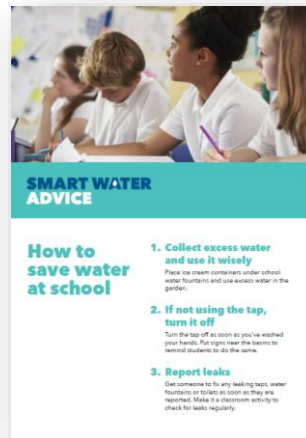 SMART WATER
ADVICE
How to
save water
at school
1. Collect excess water
and use it wisely
Place ice cream containers under school
water fountains and use excess water in the
garden.
2. If not using the tap,
turn it off
Turn the tap off as soon as you've washed
your hands. Put signs near the basins to
remind students to do the same.
3. Report leaks
Get someone to fix any leaking taps, water
fountains or toilets as soon as they are
reported. Make it a classroom activity to
check for leaks regularly.